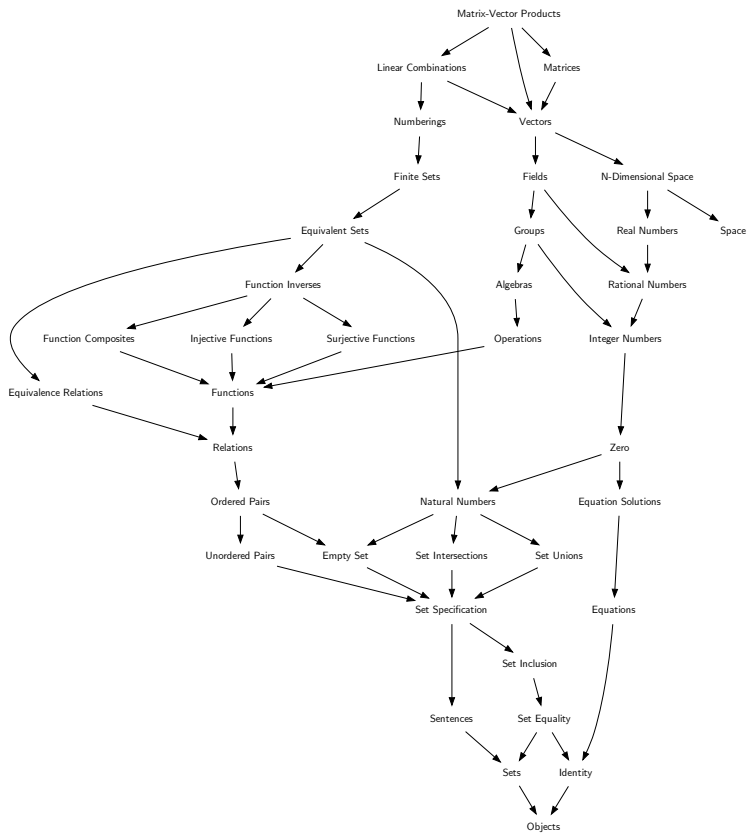 Matrix-Vector Products
Linear Combinations
Matrices
Numberings
Vectors
Finite Sets
Fields
N-Dimensional Space
Equivalent Sets
Groups
Real Numbers
Space
Function Inverses
Algebras
Rational Numbers
Function Composites
Injective Functions
Surjective Functions
Operations
Integer Numbers
Equivalence Relations
Functions
Relations
Zero
Ordered Pairs
Natural Numbers
Equation Solutions
Unordered Pairs
Empty Set
Set Intersections
Set Unions
Set Specification
Equations
Set Inclusion
Sentences
Set Equality
Sets
Identity
Objects